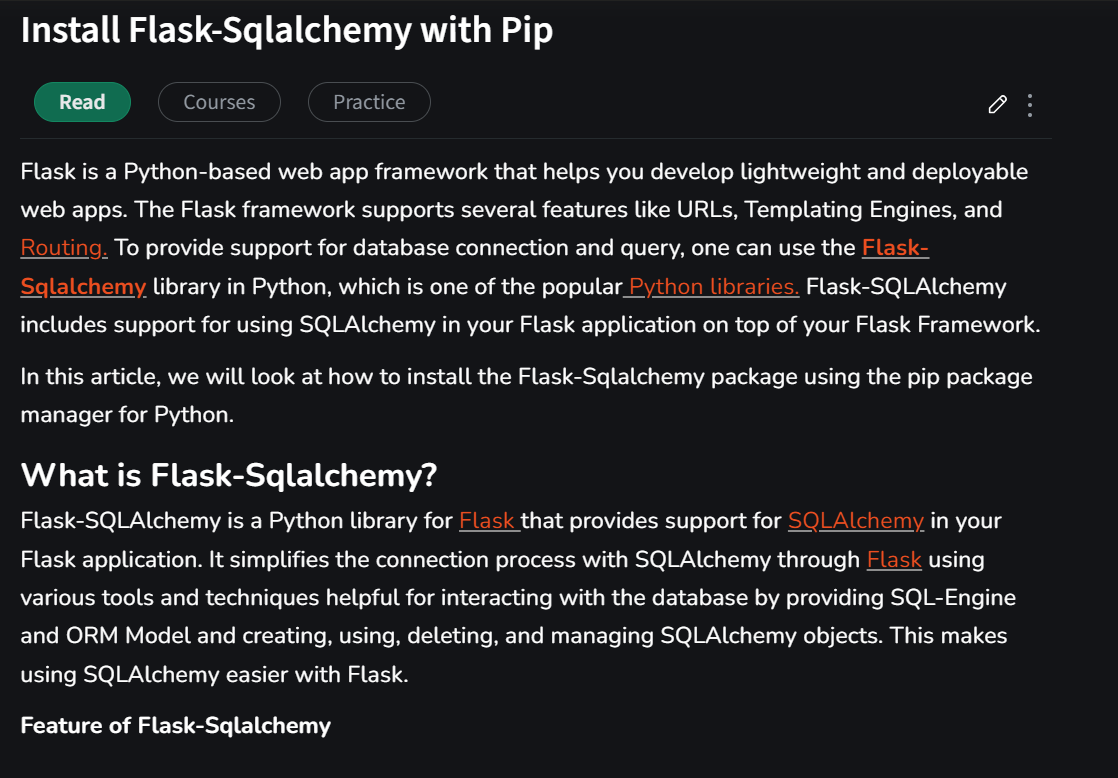 Install Flask-Sqlalchemy with Pip
Read
Courses
Practice
Flask is a Python-based web app framework that helps you develop lightweight and deployable
web apps. The Flask framework supports several features like URLs, Templating Engines, and
Routing. To provide support for database connection and query, one can use the Flask-
Sqlalchemy library in Python, which is one of the popular Python libraries. Flask-SQLAlchemy
includes support for using SQLAlchemy in your Flask application on top of your Flask Framework.
In this article, we will look at how to install the Flask-Sqlalchemy package using the pip package
manager for Python.
What is Flask-Sqlalchemy?
Flask-SQLAlchemy is a Python library for Flask that provides support for SQLAlchemy in your
Flask application. It simplifies the connection process with SQLAlchemy through Flask using
various tools and techniques helpful for interacting with the database by providing SQL-Engine
and ORM Model and creating, using, deleting, and managing SQLAlchemy objects. This makes
using SQLAlchemy easier with Flask.
Feature of Flask-Sqlalchemy